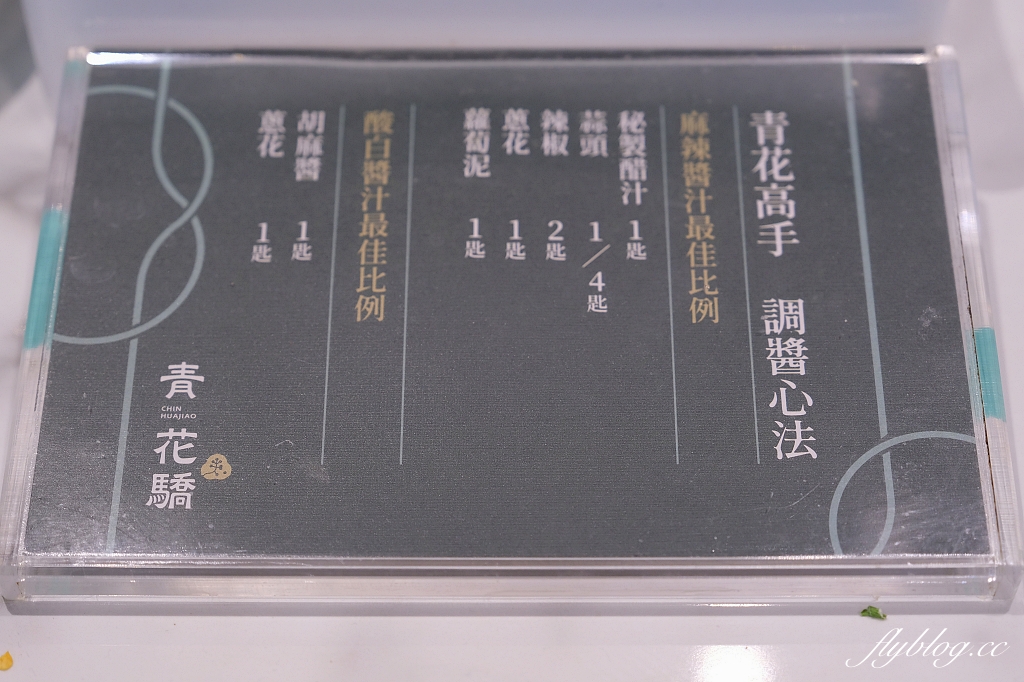 青花高手 調醬心法
麻辣醬汁最佳比例
秘製醋汁 1匙
蒜頭 1/4匙
辣椒 2匙
蔥花 1匙
蘿蔔泥 1匙
酸白醬汁最佳比例
胡麻醬 1匙
蔥花 1匙
青花驕
CHIN
HUAJIAO
flyblog.cc